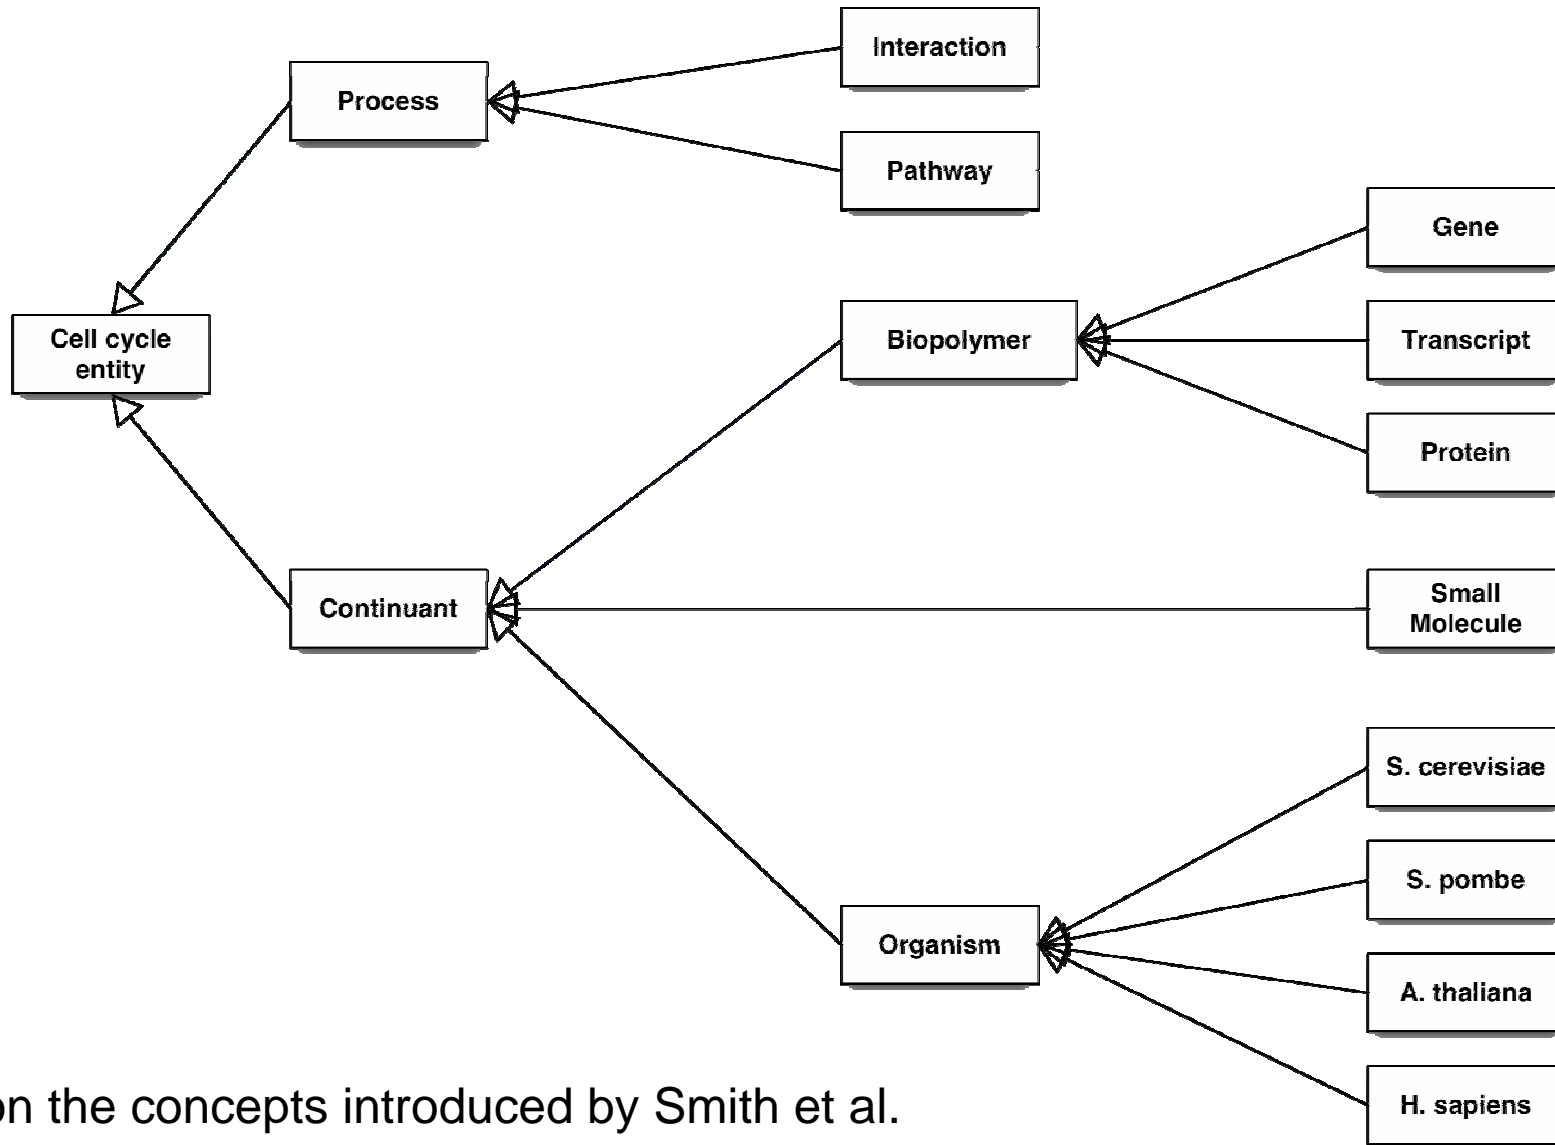 Interaction
Process
Pathway
Gene
Cell cycle
entity
Biopolymer
Transcript
Protein
Continuant
Small
Molecule
S. cerevisiae
S. pombe
Organism
A. thaliana
H. sapiens
on the concepts introduced by Smith et al.